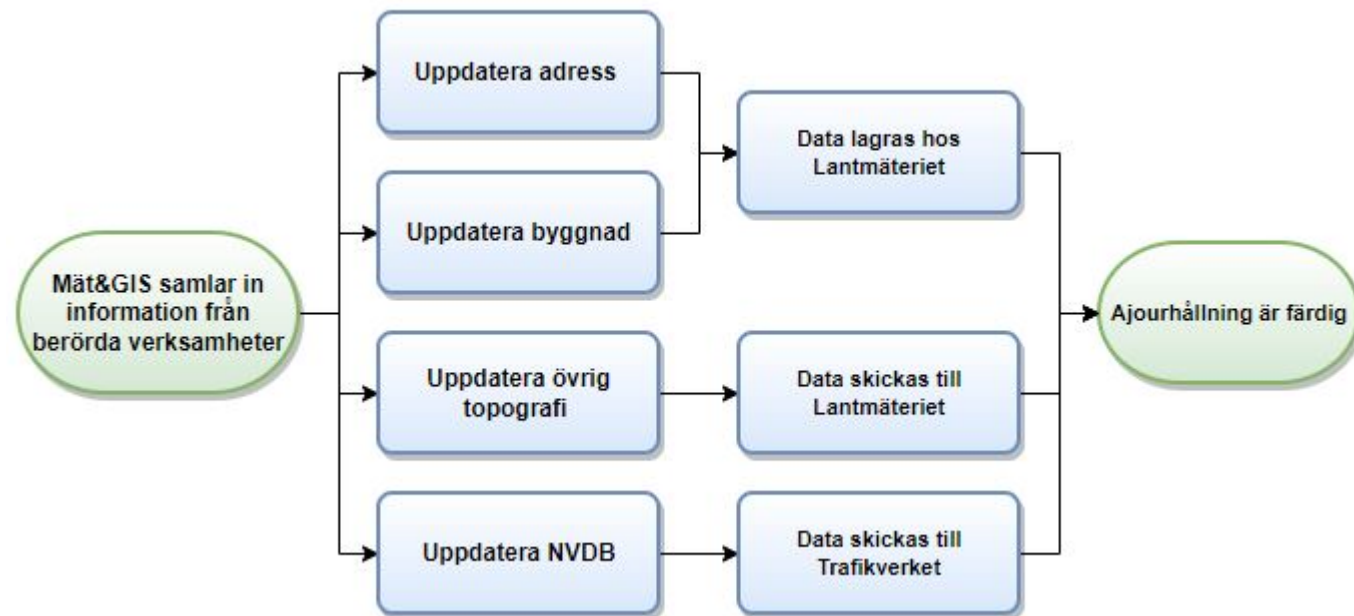 Mät&GIS samlar in
information från
berörda verksamheter
Uppdatera adress
Uppdatera byggnad
Uppdatera övrig
topografi
Uppdatera NVDB
Data lagras hos
Lantmäteriet
Data skickas till
Lantmäteriet
Data skickas till
Trafikverket
Ajourhållning är färdig